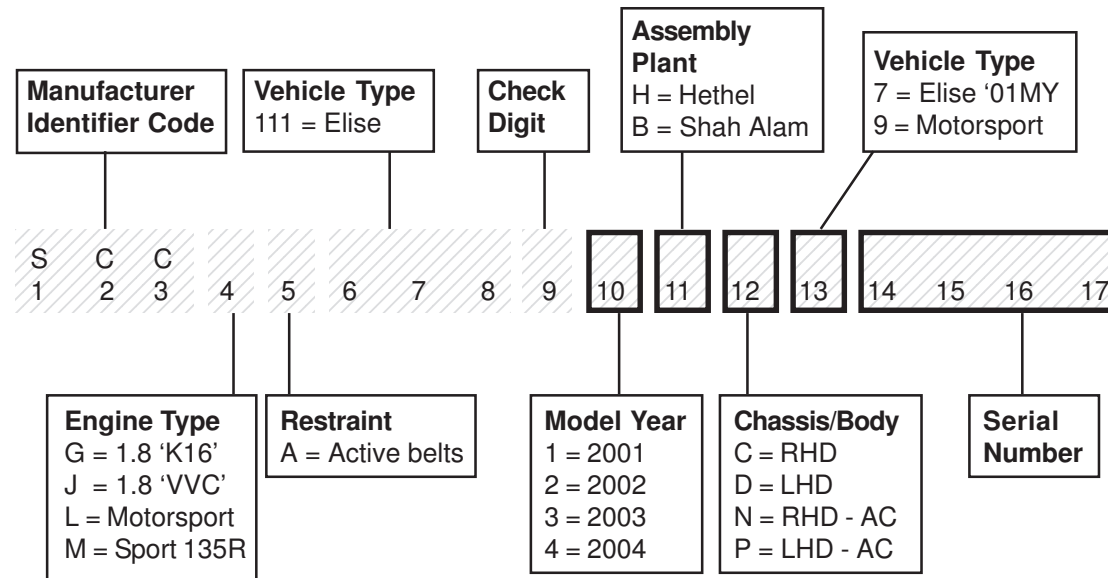 Manufacturer
Identifier Code
Vehicle Type
111 = Elise
Check
Digit
Assembly
Plant
H = Hethel
B = Shah Alam
Vehicle Type
7 = Elise ‘01MY
9 = Motorsport
S C C
1 2 3 4 5 6 7 8 9 10 11 12 13 14 15 16 17
Engine Type
G = 1.8 ‘K16’
J = 1.8 ‘VVC’
L = Motorsport
M = Sport 135R
Restraint
A = Active belts
Model Year
1 = 2001
2 = 2002
3 = 2003
4 = 2004
Chassis/Body
C = RHD
D = LHD
N = RHD - AC
P = LHD - AC
Serial
Number